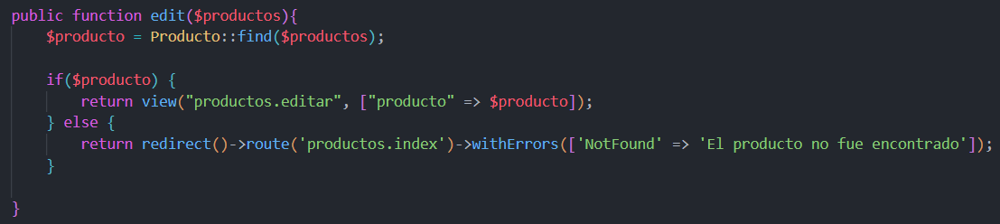 public function edit($productos){
    $producto = Producto::find($productos);

    if($producto) {
        return view("productos.editar", ["producto" => $producto]);
    } else {
        return redirect()->route('productos.index')->withErrors(['NotFound' => 'El producto no fue encontrado']);
    }

}